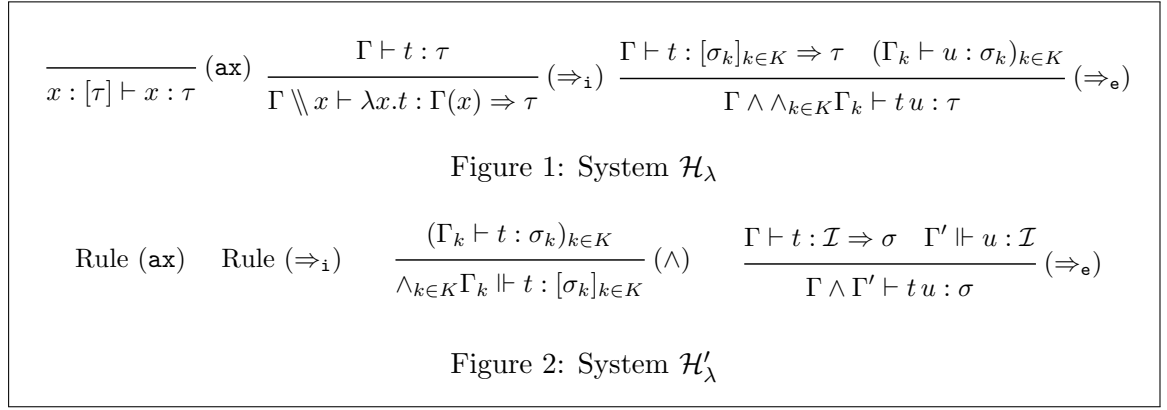 x : [τ] ⊢ x : τ (ax) Γ ⊢ t : τ / Γ \\ x ⊢ λx.t : Γ(x) ⇒ τ (⇒i) Γ ⊢ t : [σk]k∈K ⇒ τ (Γk ⊢ u : σk)k∈K / Γ ∧ ∧k∈KΓk ⊢ t u : τ (⇒e)
Figure 1: System ℋλ
Rule (ax) Rule (⇒i) (Γk ⊢ t : σk)k∈K / ∧k∈KΓk ⊩ t : [σk]k∈K (∧) Γ ⊢ t : ℐ ⇒ σ Γ′ ⊩ u : ℐ / Γ ∧ Γ′ ⊢ t u : σ (⇒e)
Figure 2: System ℋ′λ